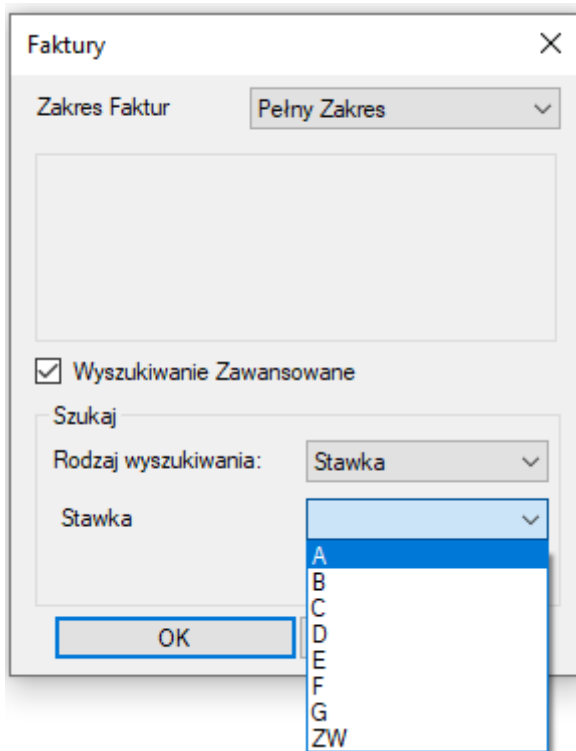 Faktury
Zakres Faktur Pełny Zakres
Wyszukiwanie Zawansowane
Szukaj
Rodzaj wyszukiwania: Stawka
Stawka
A
B
C
D
E
F
G
ZW
OK